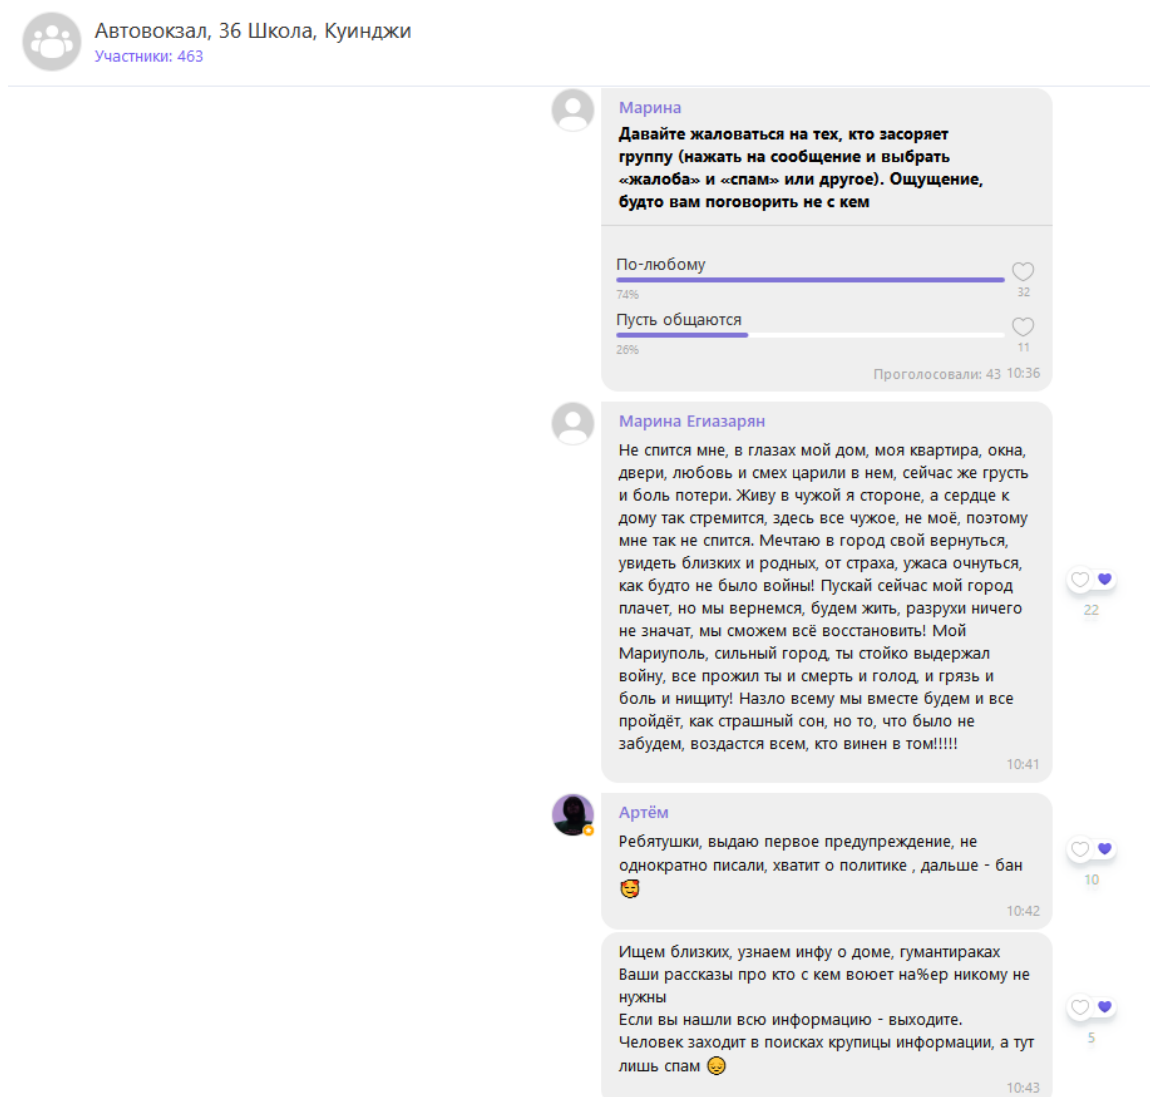 Автовокзал, 36 Школа, Куинджи
Участники: 463
Марина
Давайте жаловаться на тех, кто засоряет
группу (нажать на сообщение и выбрать
«жалоба» и «спам» или другое). Ощущение,
будто вам поговорить не с кем
По-любому
74%
32
Пусть общаются
26%
11
Проголосовали: 43 10:36
Марина Егиазарян
Не спится мне, в глазах мой дом, моя квартира, окна,
двери, любовь и смех царили в нем, сейчас же грусть
и боль потери. Живу в чужой я стороне, а сердце к
дому так стремится, здесь все чужое, не моё, поэтому
мне так не спится. Мечтаю в город свой вернуться,
увидеть близких и родных, от страха, ужаса очнуться,
как будто не было войны! Пускай сейчас мой город
плачет, но мы вернемся, будем жить, разрухи ничего
не значат, мы сможем всё восстановить! Мой
Мариуполь, сильный город, ты стойко выдержал
войну, все прожил ты и смерть и голод, и грязь и
боль и нищиту! Назло всему мы вместе будем и все
пройдёт, как страшный сон, но то, что было не
забудем, воздастся всем, кто винен в том!!!!!
10:41
22
Артём
Ребятушки, выдаю первое предупреждение, не
однократно писали, хватит о политике , дальше - бан
🥰
10:42
10
Ищем близких, узнаем инфу о доме, гумантираках
Ваши рассказы про кто с кем воюет на%ер никому не
нужны
Если вы нашли всю информацию - выходите.
Человек заходит в поисках крупицы информации, а тут
лишь спам 😞
10:43
5